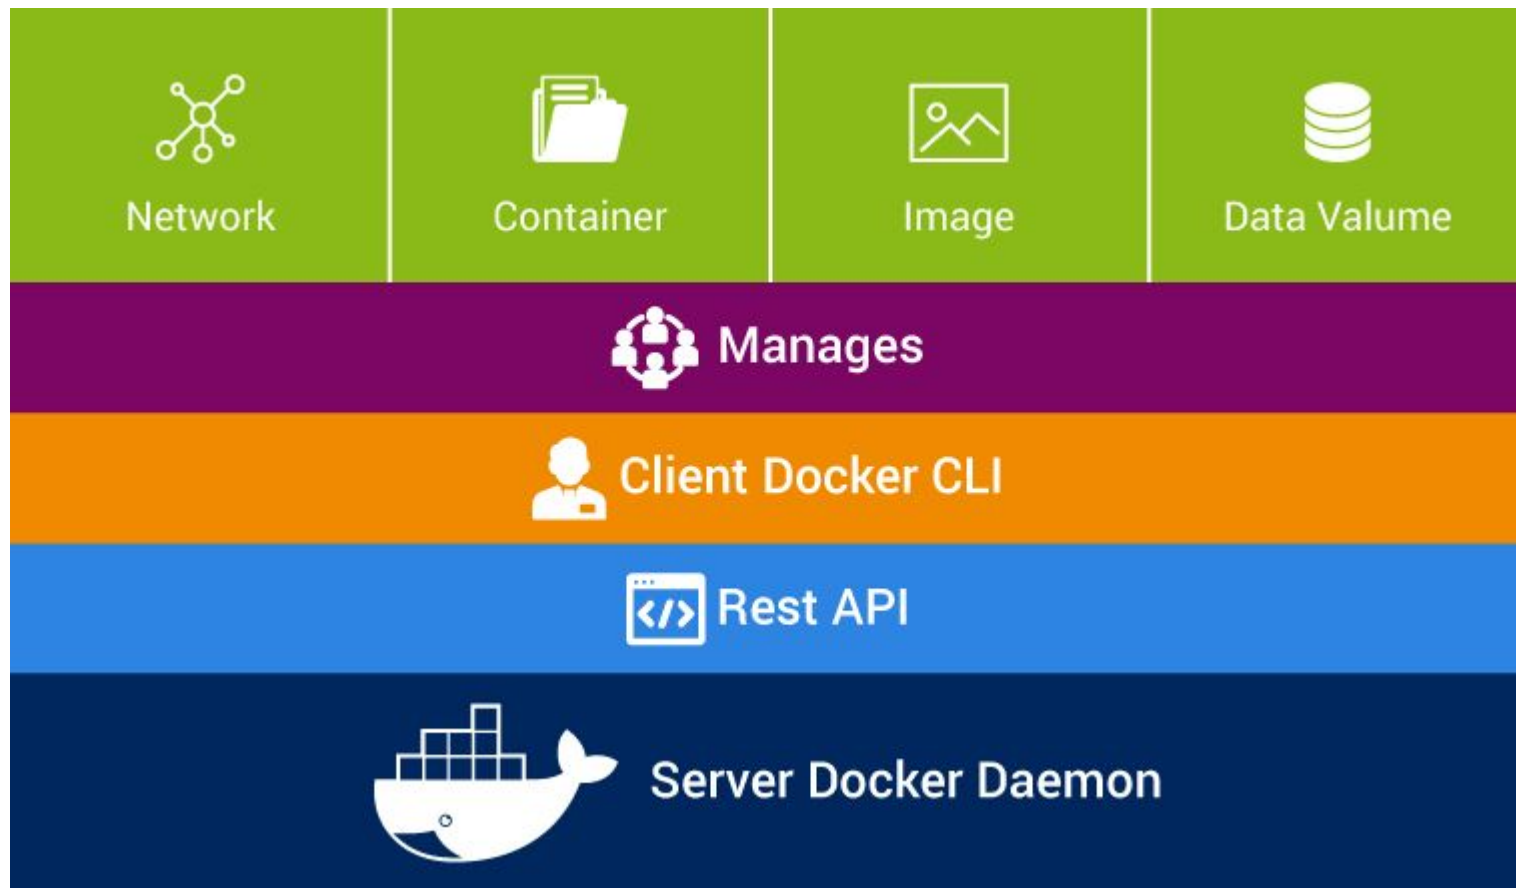 Network
Container
Image
Data Valume
Manages
Client Docker CLI
Rest API
Server Docker Daemon